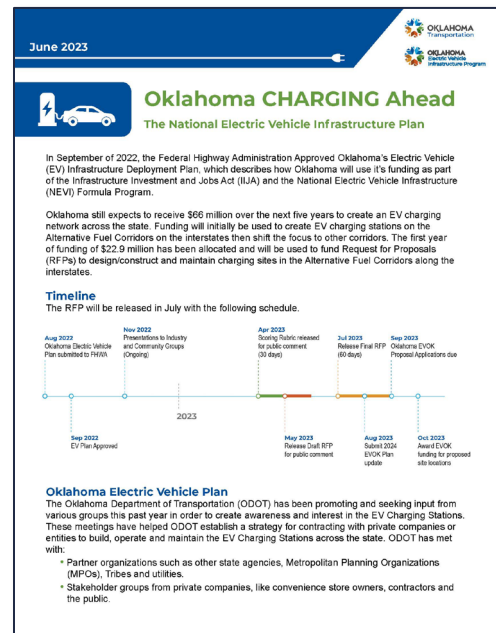 June 2023
OKLAHOMA
Transportation
OKLAHOMA
Electric Vehicle
Infrastructure Program
Oklahoma CHARGING Ahead
The National Electric Vehicle Infrastructure Plan
In September of 2022, the Federal Highway Administration Approved Oklahoma's Electric Vehicle
(EV) Infrastructure Deployment Plan, which describes how Oklahoma will use it's funding as part
of the Infrastructure Investment and Jobs Act (IIJA) and the National Electric Vehicle Infrastructure
(NEVI) Formula Program.
Oklahoma still expects to receive $66 million over the next five years to create an EV charging
network across the state. Funding will initially be used to create EV charging stations on the
Alternative Fuel Corridors on the interstates then shift the focus to other corridors. The first year
of funding of $22.9 million has been allocated and will be used to fund Request for Proposals
(RFPs) to design/construct and maintain charging sites in the Alternative Fuel Corridors along the
interstates.
Timeline
The RFP will be released in July with the following schedule.
Aug 2022
Oklahoma Electric Vehicle
Plan submitted to FHWA
Nov 2022
Presentations to Industry
and Community Groups
(Ongoing)
Apr 2023
Scoring Rubric released
for public comment
(30 days)
Jul 2023
Release Final RFP
(60 days)
Sep 2023
Oklahoma EVOK
Proposal Applications due
2023
Sep 2022
EV Plan Approved
May 2023
Release Draft RFP
for public comment
Aug 2023
Submit 2024
EVOK Plan
update
Oct 2023
Award EVOK
funding for proposed
site locations
Oklahoma Electric Vehicle Plan
The Oklahoma Department of Transportation (ODOT) has been promoting and seeking input from
various groups this past year in order to create awareness and interest in the EV Charging Stations.
These meetings have helped ODOT establish a strategy for contracting with private companies or
entities to build, operate and maintain the EV Charging Stations across the state. ODOT has met
with:
• Partner organizations such as other state agencies, Metropolitan Planning Organizations
(MPOs), Tribes and utilities.
• Stakeholder groups from private companies, like convenience store owners, contractors and
the public.